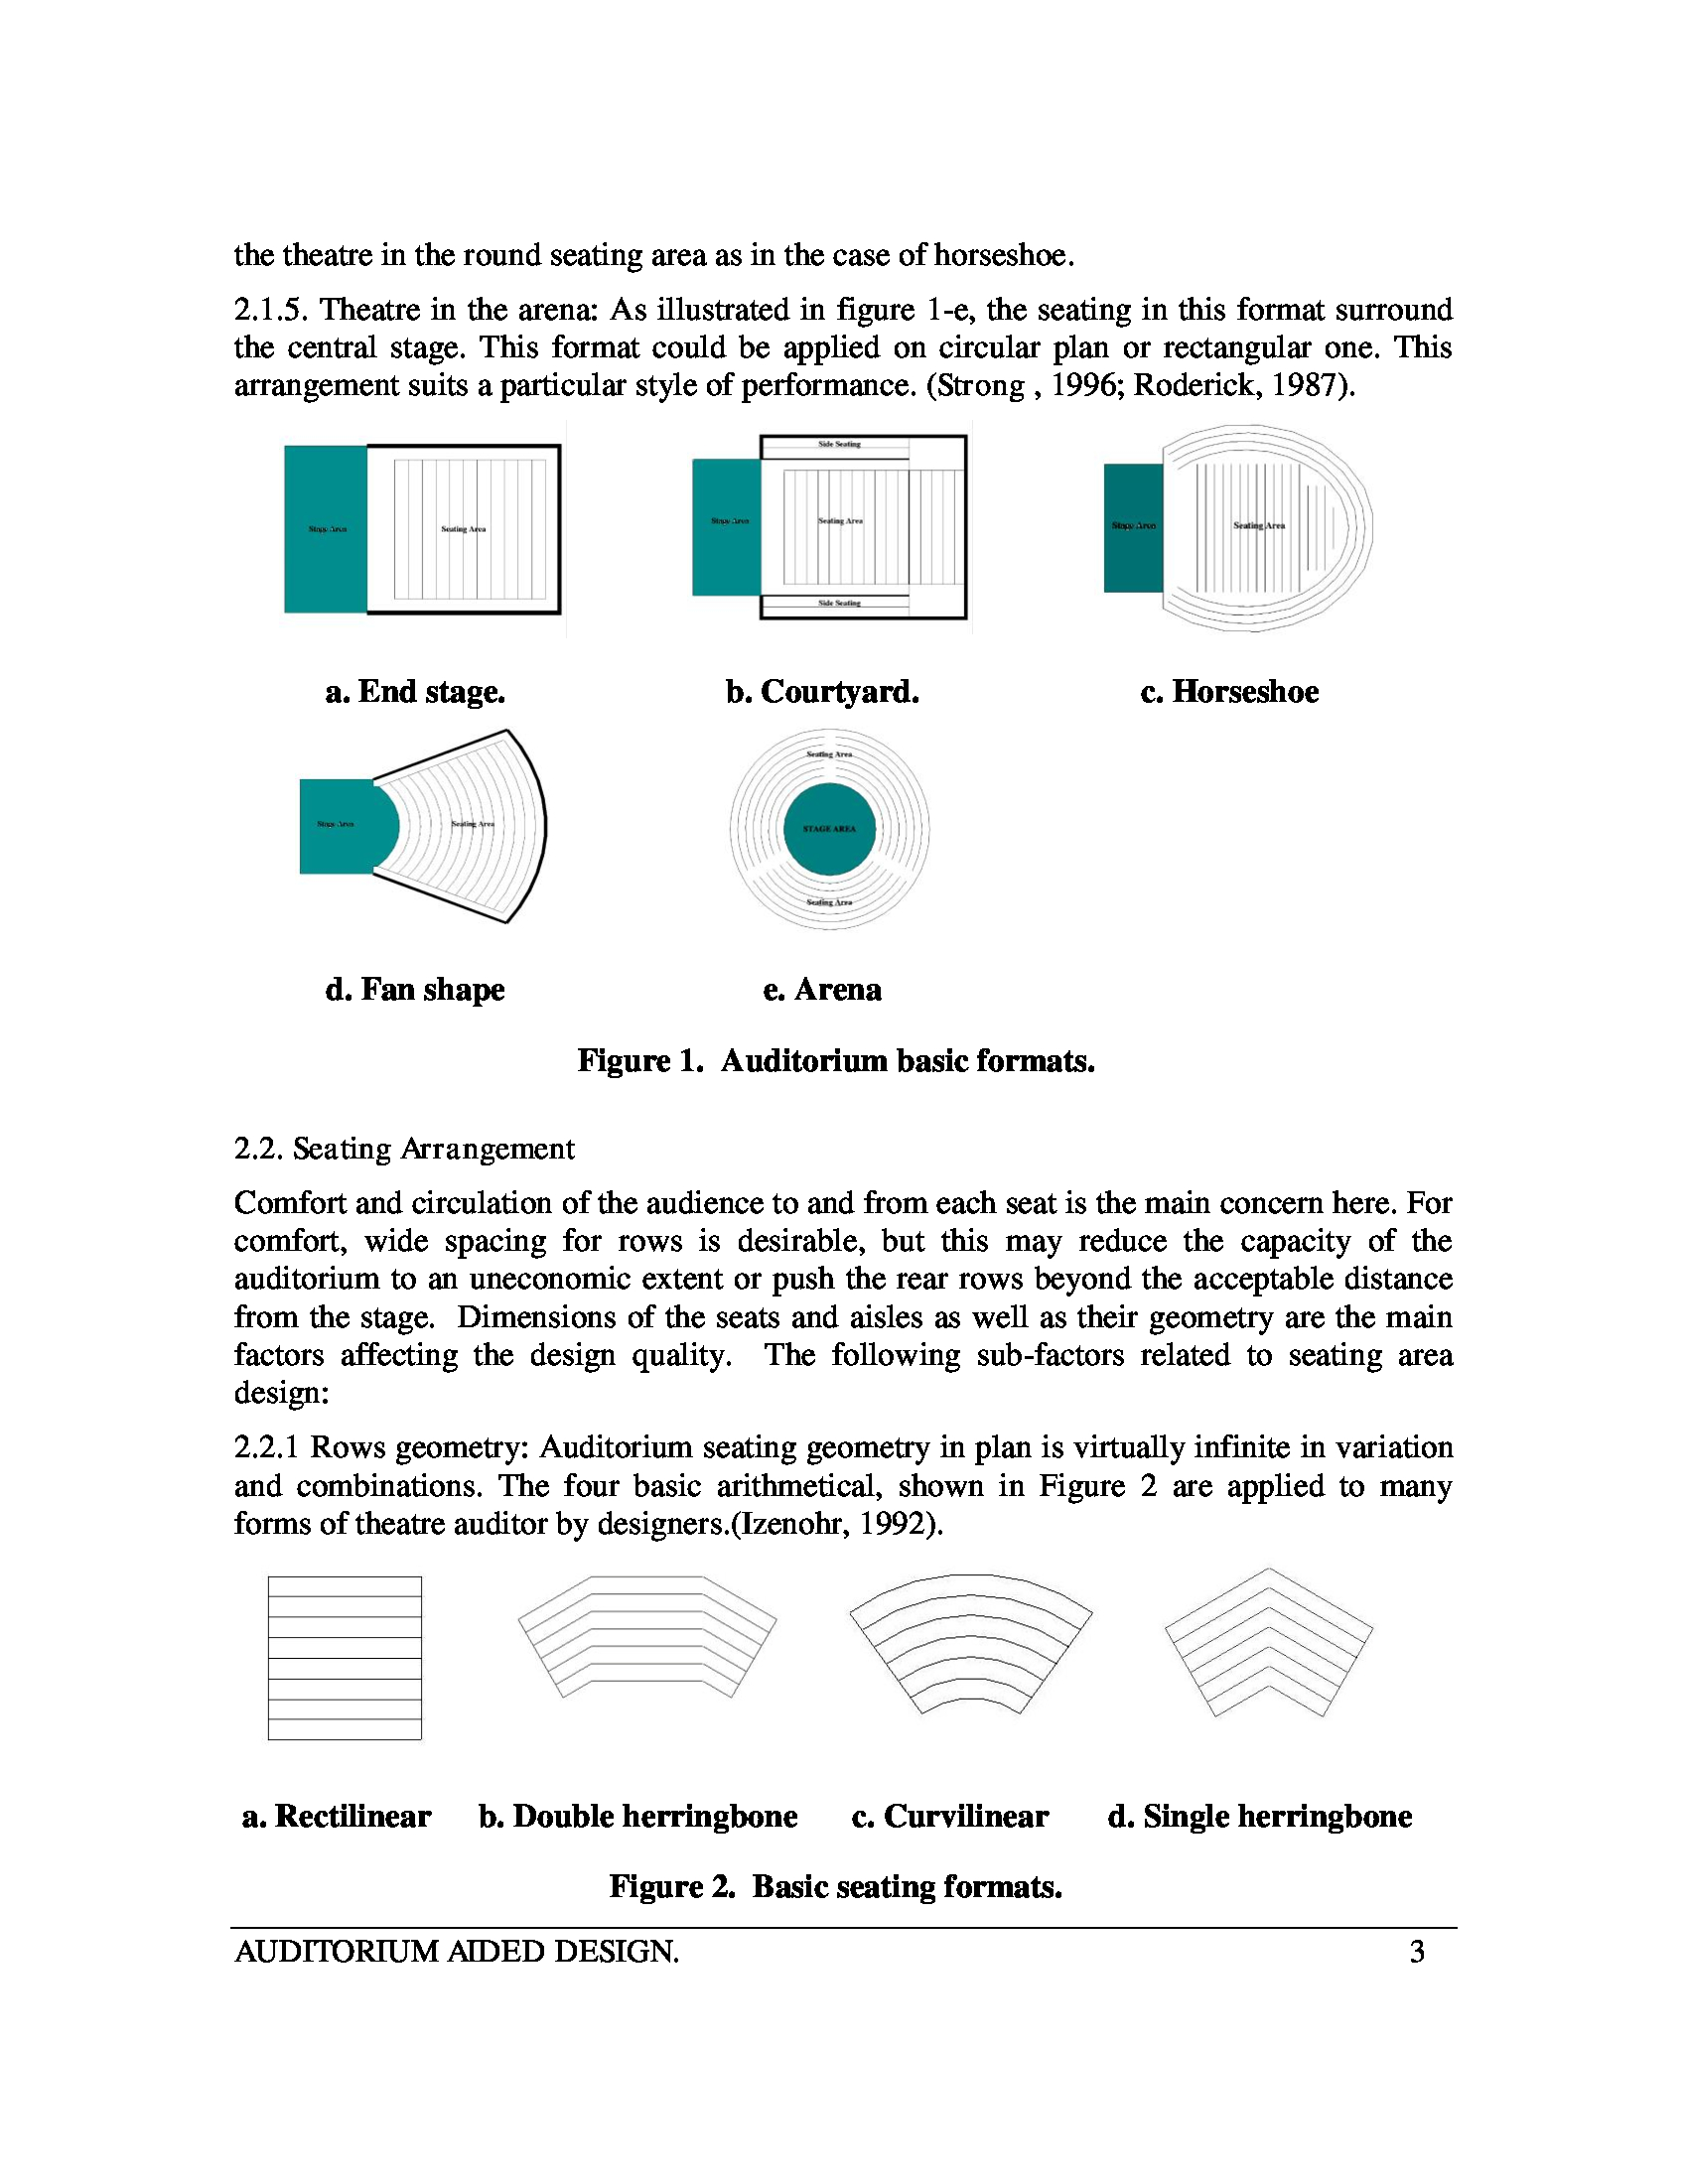 the theatre in the round seating area as in the case of horseshoe.
2.1.5. Theatre in the arena: As illustrated in figure 1-e, the seating in this format surround
the central stage. This format could be applied on circular plan or rectangular one. This
arrangement suits a particular style of performance. (Strong , 1996; Roderick, 1987).
Side Seating
Stage Area
Seating Area
Stage Area
Seating Area
Side Seating
Stage Area
Seating Area
a. End stage.
b. Courtyard.
c. Horseshoe
Stage Area
Seating Area
Seating Area
STAGE AREA
Seating Area
d. Fan shape
e. Arena
Figure 1.  Auditorium basic formats.
2.2. Seating Arrangement
Comfort and circulation of the audience to and from each seat is the main concern here. For
comfort, wide spacing for rows is desirable, but this may reduce the capacity of the
auditorium to an uneconomic extent or push the rear rows beyond the acceptable distance
from the stage.  Dimensions of the seats and aisles as well as their geometry are the main
factors affecting the design quality.  The following sub-factors related to seating area
design:
2.2.1 Rows geometry: Auditorium seating geometry in plan is virtually infinite in variation
and combinations. The four basic arithmetical, shown in Figure 2 are applied to many
forms of theatre auditor by designers.(Izenohr, 1992).
a. Rectilinear
b. Double herringbone
c. Curvilinear
d. Single herringbone
Figure 2.  Basic seating formats.
AUDITORIUM AIDED DESIGN.
3